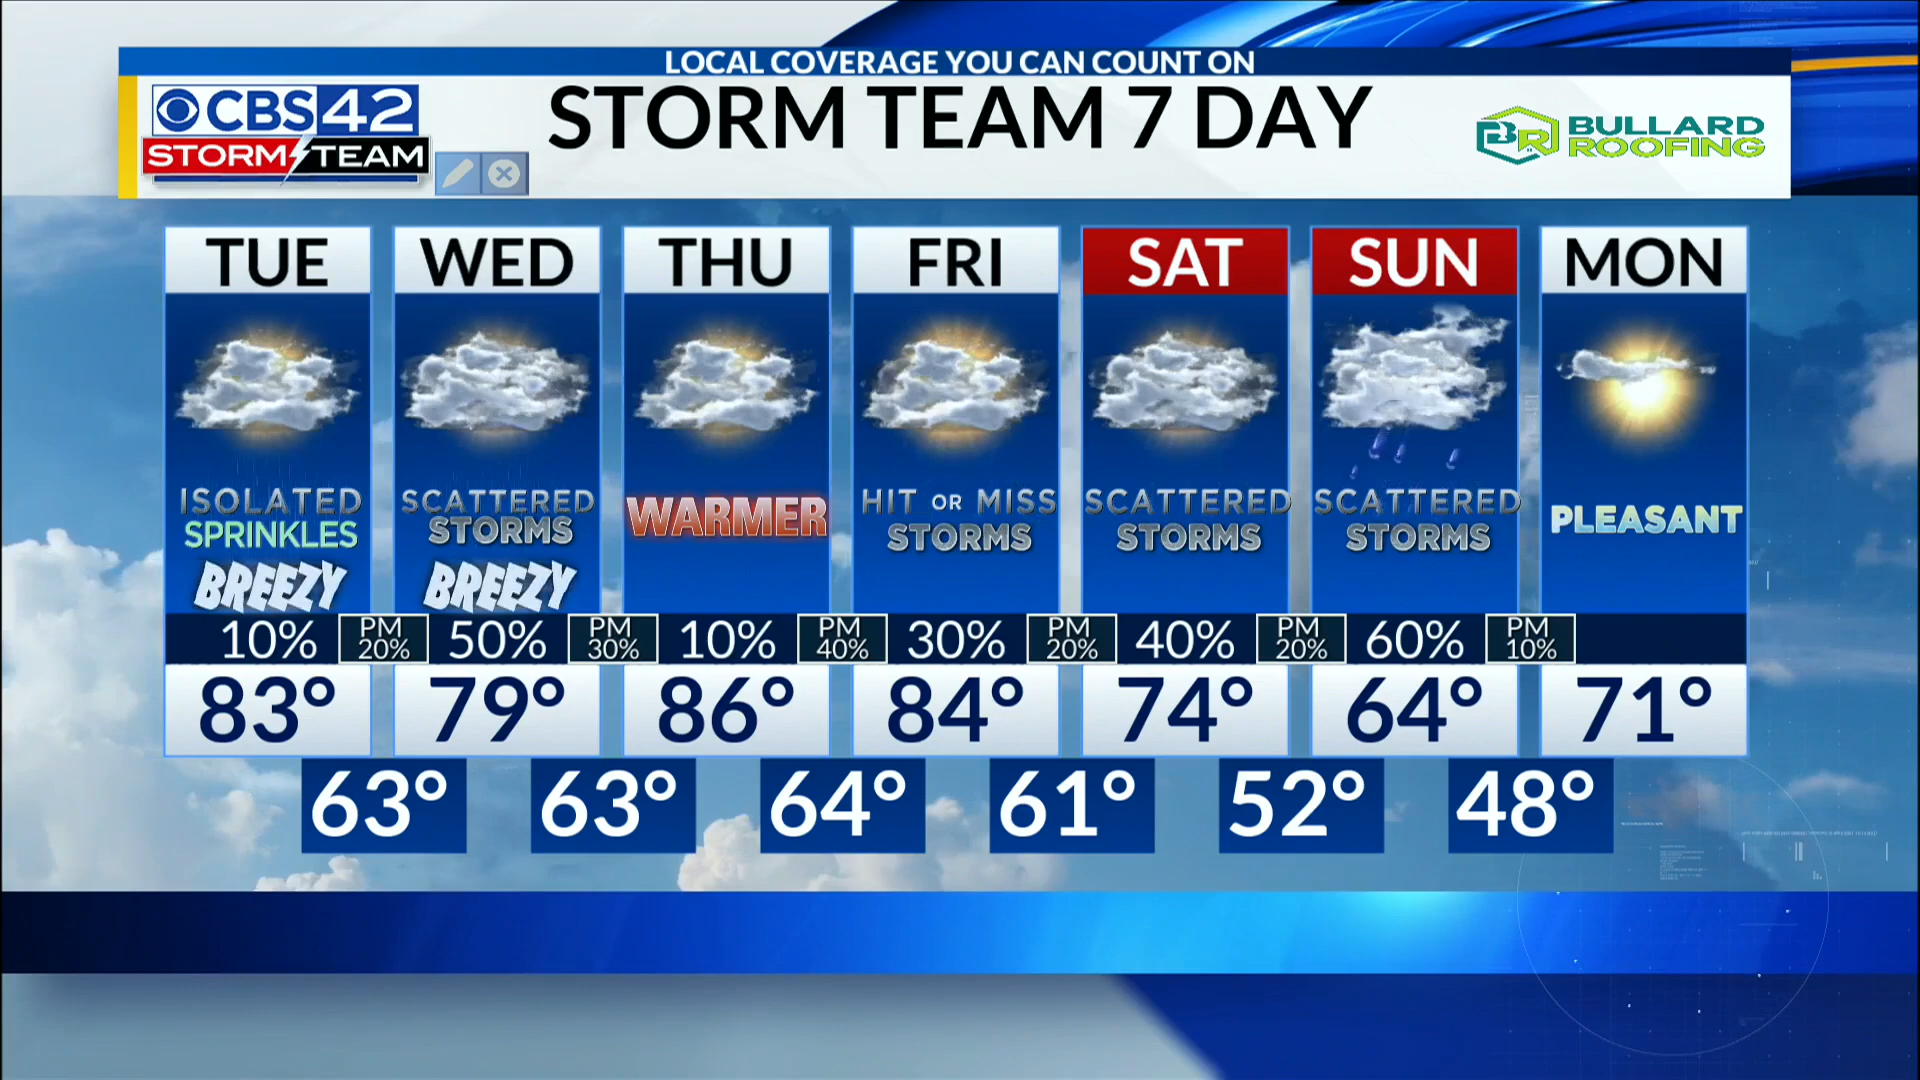 LOCAL COVERAGE YOU CAN COUNT ON
CBS 42
STORM TEAM
STORM TEAM 7 DAY
BR BULLARD
ROOFING
TUE WED THU FRI SAT SUN MON
ISOLATED
SPRINKLES
BREEZY
SCATTERED
STORMS
BREEZY
WARMER
HIT OR MISS
STORMS
SCATTERED
STORMS
SCATTERED
STORMS
PLEASANT
10% PM 20% 50% PM 30% 10% PM 40% 30% PM 20% 40% PM 20% 60% PM 10%
83° 79° 86° 84° 74° 64° 71°
63° 63° 64° 61° 52° 48°